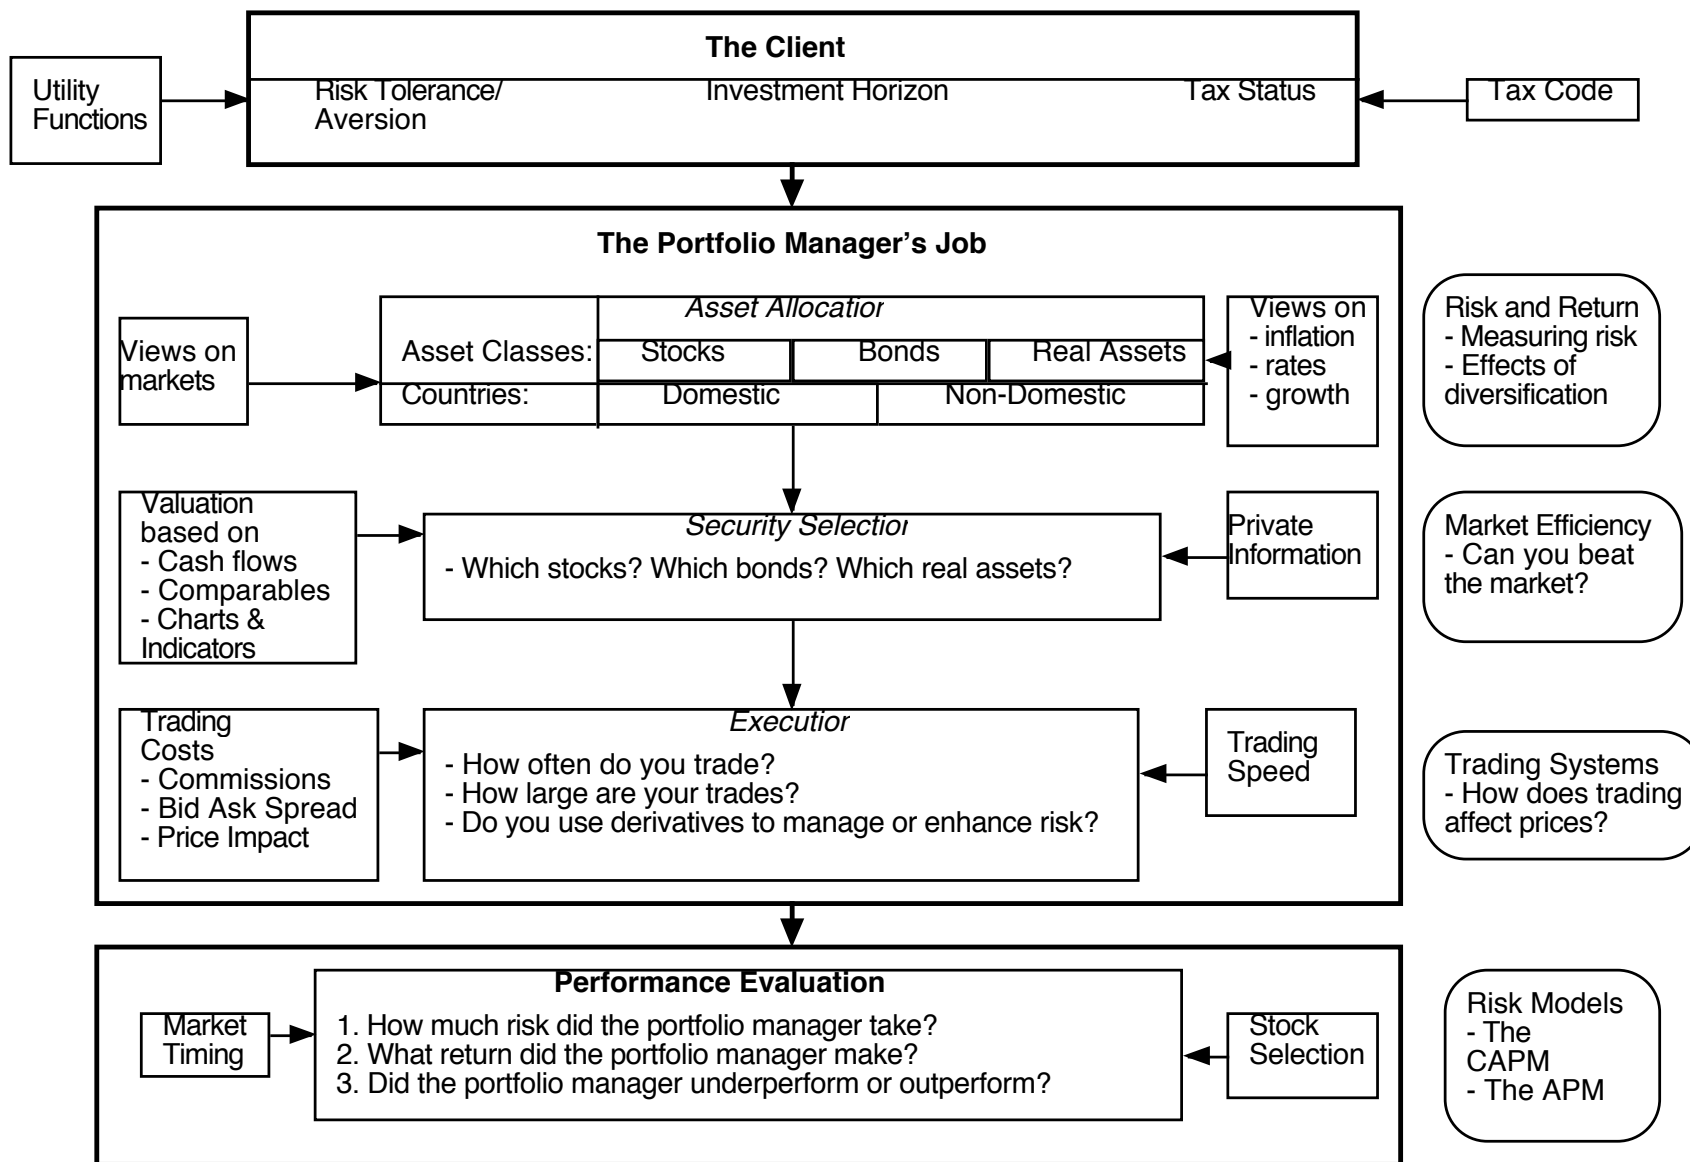 The Client
Utility
Functions
Risk Tolerance/
Aversion
Investment Horizon
Tax Status
Tax Code
The Portfolio Manager’s Job
Views on
markets
Asset Allocation
Asset Classes:
Stocks
Bonds
Real Assets
Countries:
Domestic
Non-Domestic
Views on
- inflation
- rates
- growth
Risk and Return
- Measuring risk
- Effects of
diversification
Valuation
based on
- Cash flows
- Comparables
- Charts &
Indicators
Security Selection
- Which stocks? Which bonds? Which real assets?
Private
Information
Market Efficiency
- Can you beat
the market?
Trading
Costs
- Commissions
- Bid Ask Spread
- Price Impact
Execution
- How often do you trade?
- How large are your trades?
- Do you use derivatives to manage or enhance risk?
Trading
Speed
Trading Systems
- How does trading
affect prices?
Performance Evaluation
Market
Timing
1. How much risk did the portfolio manager take?
2. What return did the portfolio manager make?
3. Did the portfolio manager underperform or outperform?
Stock
Selection
Risk Models
- The
CAPM
- The APM